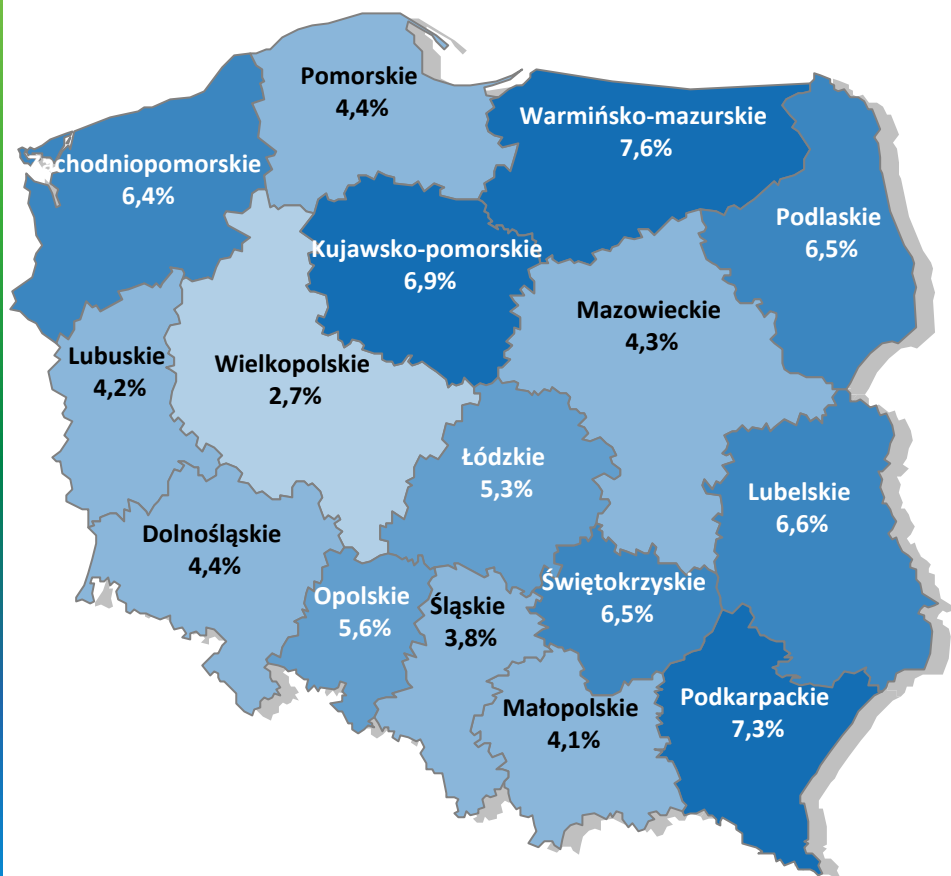 Pomorskie
4,4%
Warmińsko-mazurskie
7,6%
Zachodniopomorskie
6,4%
Podlaskie
6,5%
Kujawsko-pomorskie
6,9%
Mazowieckie
4,3%
Lubuskie
4,2%
Wielkopolskie
2,7%
Łódzkie
5,3%
Lubelskie
6,6%
Dolnośląskie
4,4%
Opolskie
5,6%
Śląskie
3,8%
Świętokrzyskie
6,5%
Małopolskie
4,1%
Podkarpackie
7,3%